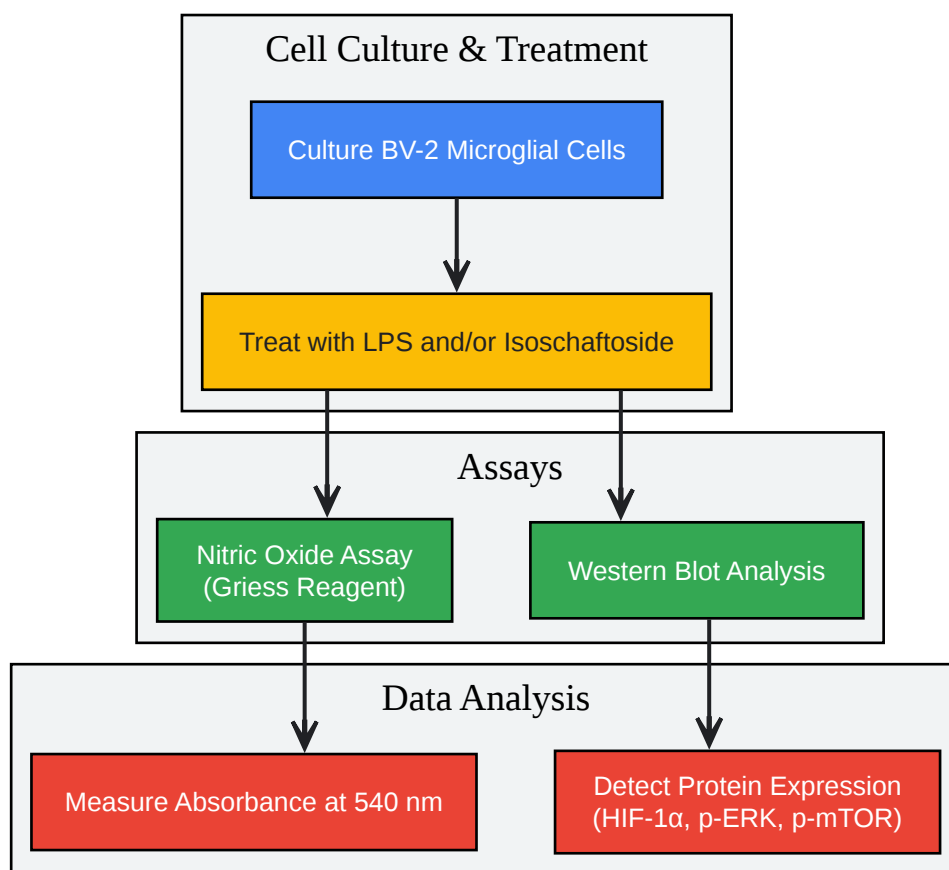 Cell Culture & Treatment
Culture BV-2 Microglial Cells
Treat with LPS and/or Isoschaftoside
Assays
Nitric Oxide Assay
(Griess Reagent)
Western Blot Analysis
Data Analysis
Measure Absorbance at 540 nm
Detect Protein Expression
(HIF-1α, p-ERK, p-mTOR)